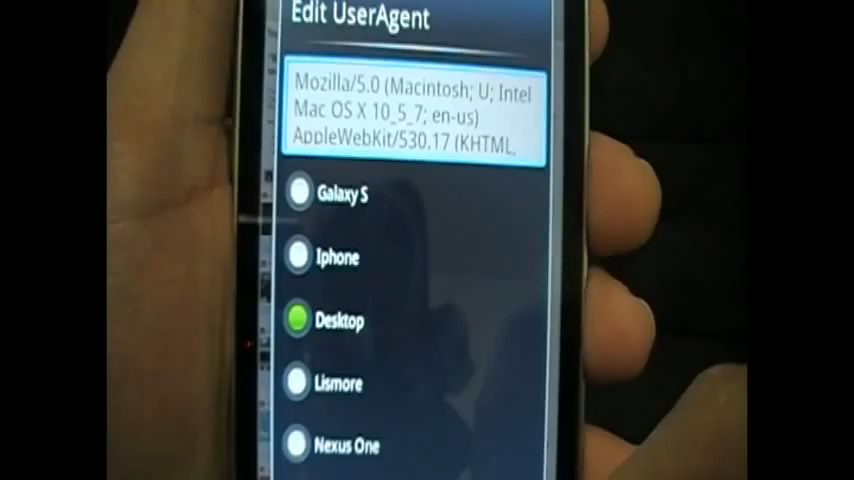 Edit UserAgent
Mozilla/5.0 (Macintosh; U; Intel
Mac OS X 10_5_7; en-us)
AppleWebKit/530.17 (KHTML,
Galaxy S
Iphone
Desktop
Lismore
Nexus One